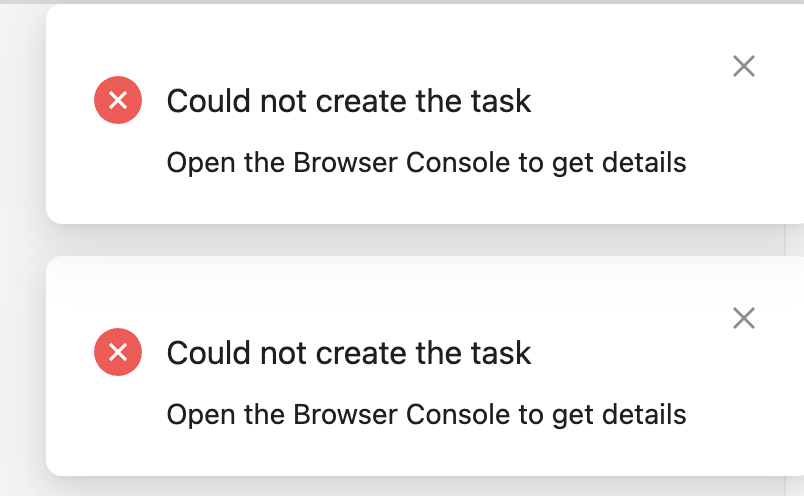 Could not create the task
Open the Browser Console to get details
Could not create the task
Open the Browser Console to get details